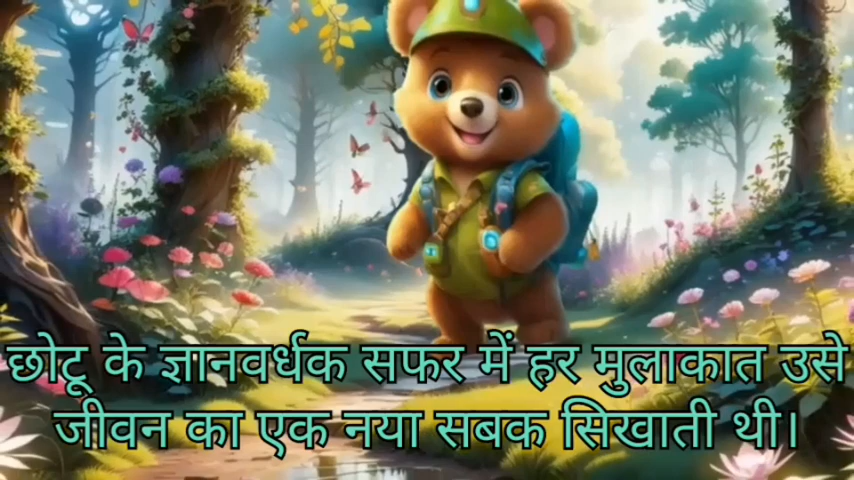 छोटू के ज्ञानवर्धक सफर में हर मुलाकात उसे
जीवन का एक नया सबक सिखाती थी।